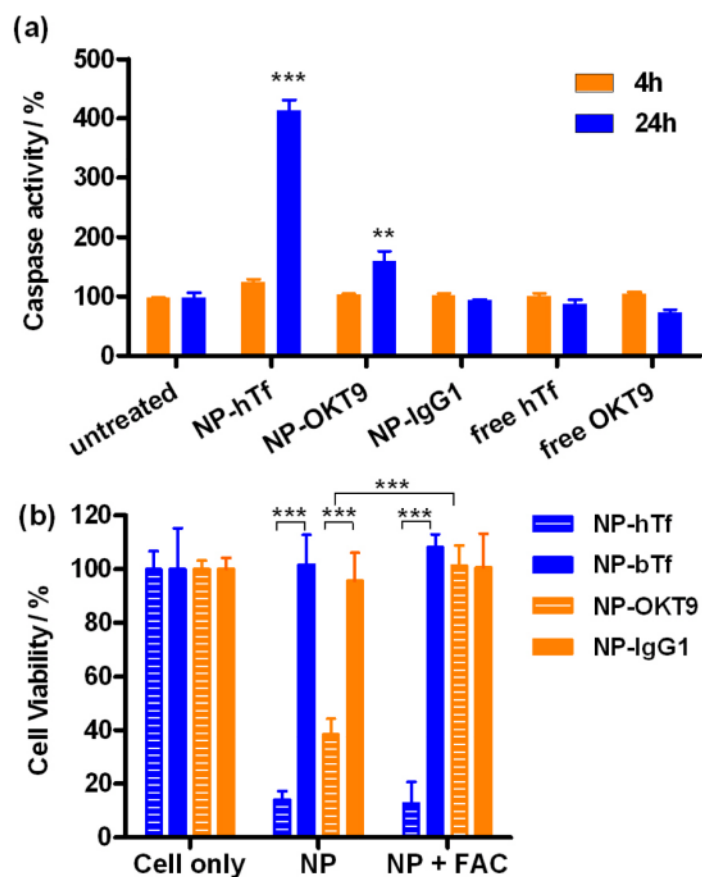 (a)
500
400
300
200
100
0
Caspase activity / %
***
**
4h
24h
untreated
NP-hTf
NP-OKT9
NP-IgG1
free hTf
free OKT9
(b)
120
100
80
60
40
20
0
Cell Viability / %
***
*** ***
***
NP-hTf
NP-bTf
NP-OKT9
NP-IgG1
Cell only NP NP + FAC